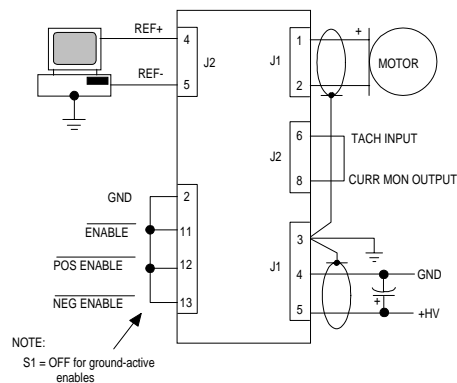 REF+
4
J2
REF-
5
J1
1
+
MOTOR
2
6
TACH INPUT
J2
8
CURR MON OUTPUT
GND
2
ENABLE
11
POS ENABLE
12
NEG ENABLE
13
J1
3
4
GND
+
5
+HV
NOTE:
S1 = OFF for ground-active
enables